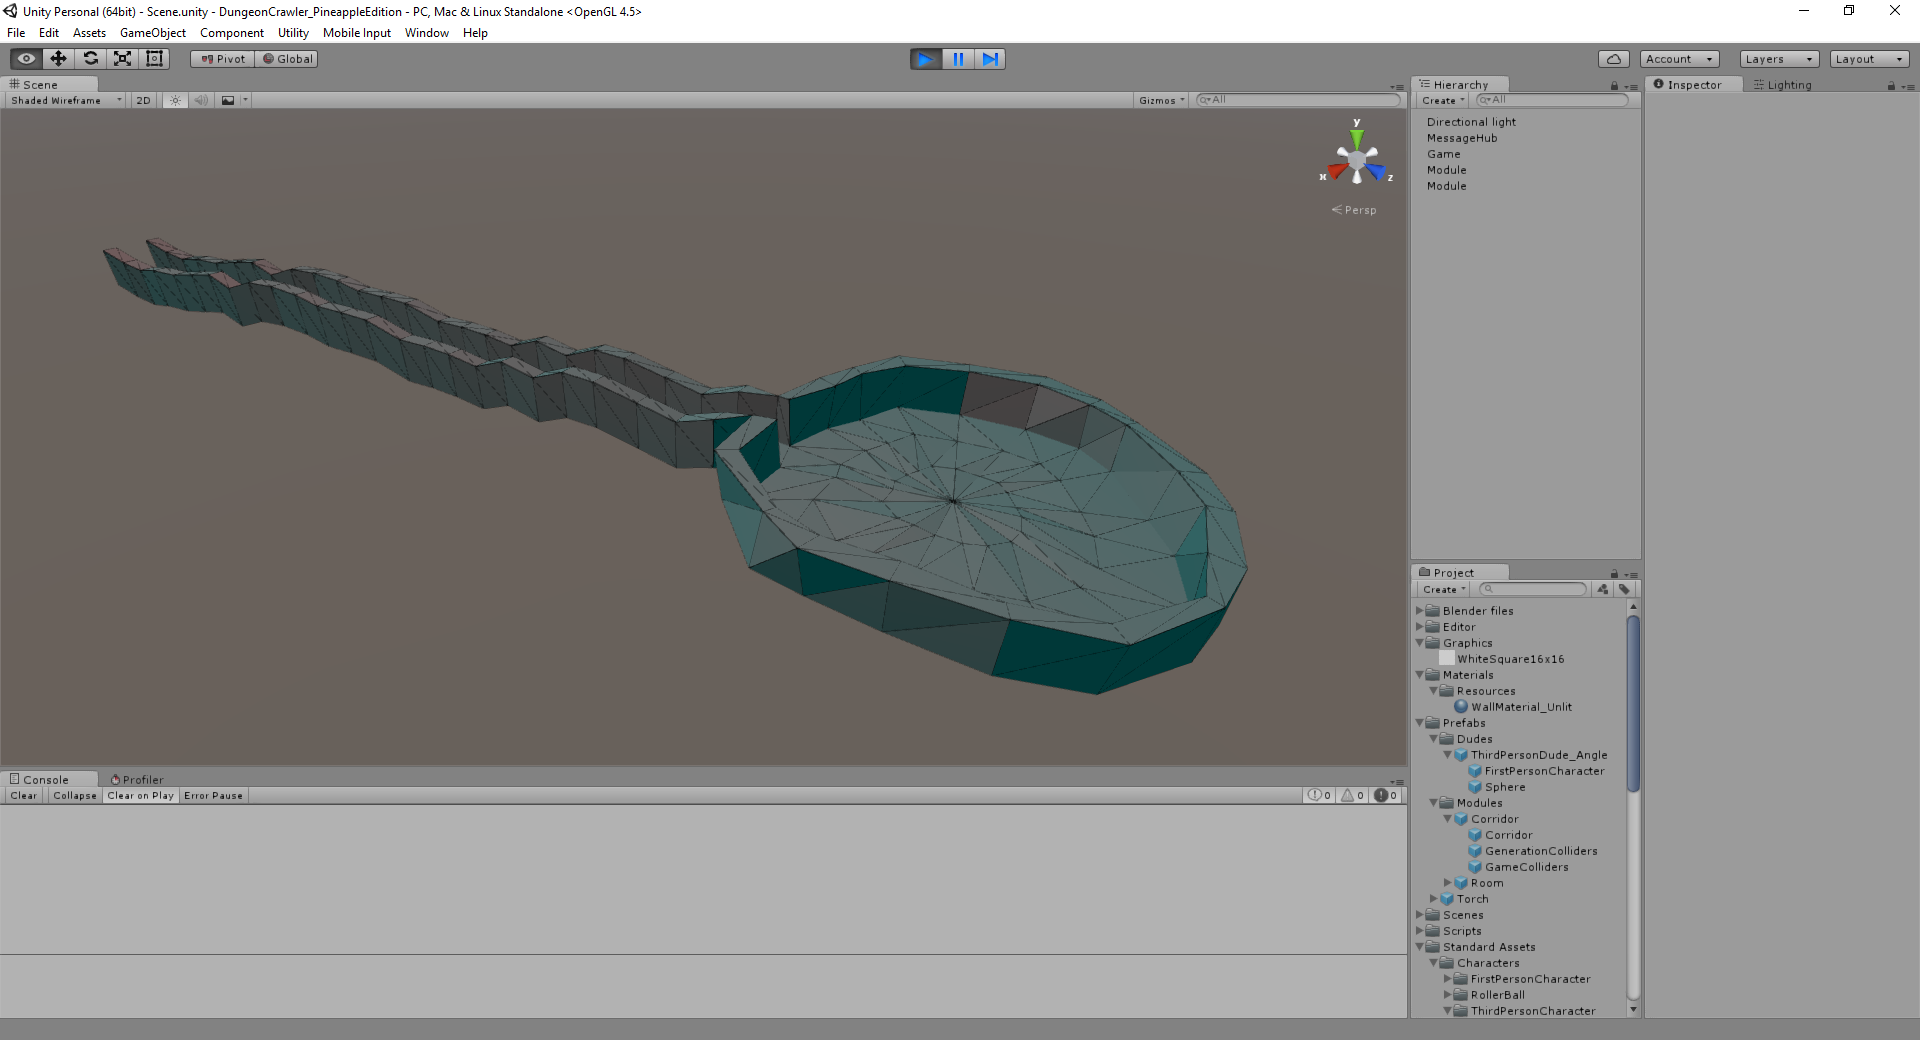 Unity Personal (64bit) - Scene.unity - DungeonCrawler_PineappleEdition - PC, Mac & Linux Standalone <OpenGL 4.5>
File Edit Assets GameObject Component Utility Mobile Input Window Help
Pivot Global Account Layers Layout
Scene
Shaded Wireframe 2D Gizmos All
y
x z
Persp
Hierarchy
Create All
Directional light
MessageHub
Game
Module
Module
Inspector Lighting
Project
Create
Blender files
Editor
Graphics
WhiteSquare16x16
Materials
Resources
WallMaterial_Unlit
Prefabs
Dudes
ThirdPersonDude_Angle
FirstPersonCharacter
Sphere
Modules
Corridor
Corridor
GenerationColliders
GameColliders
Room
Torch
Scenes
Scripts
Standard Assets
Characters
FirstPersonCharacter
RollerBall
ThirdPersonCharacter
Console Profiler
Clear Collapse Clear on Play Error Pause 0 0 0